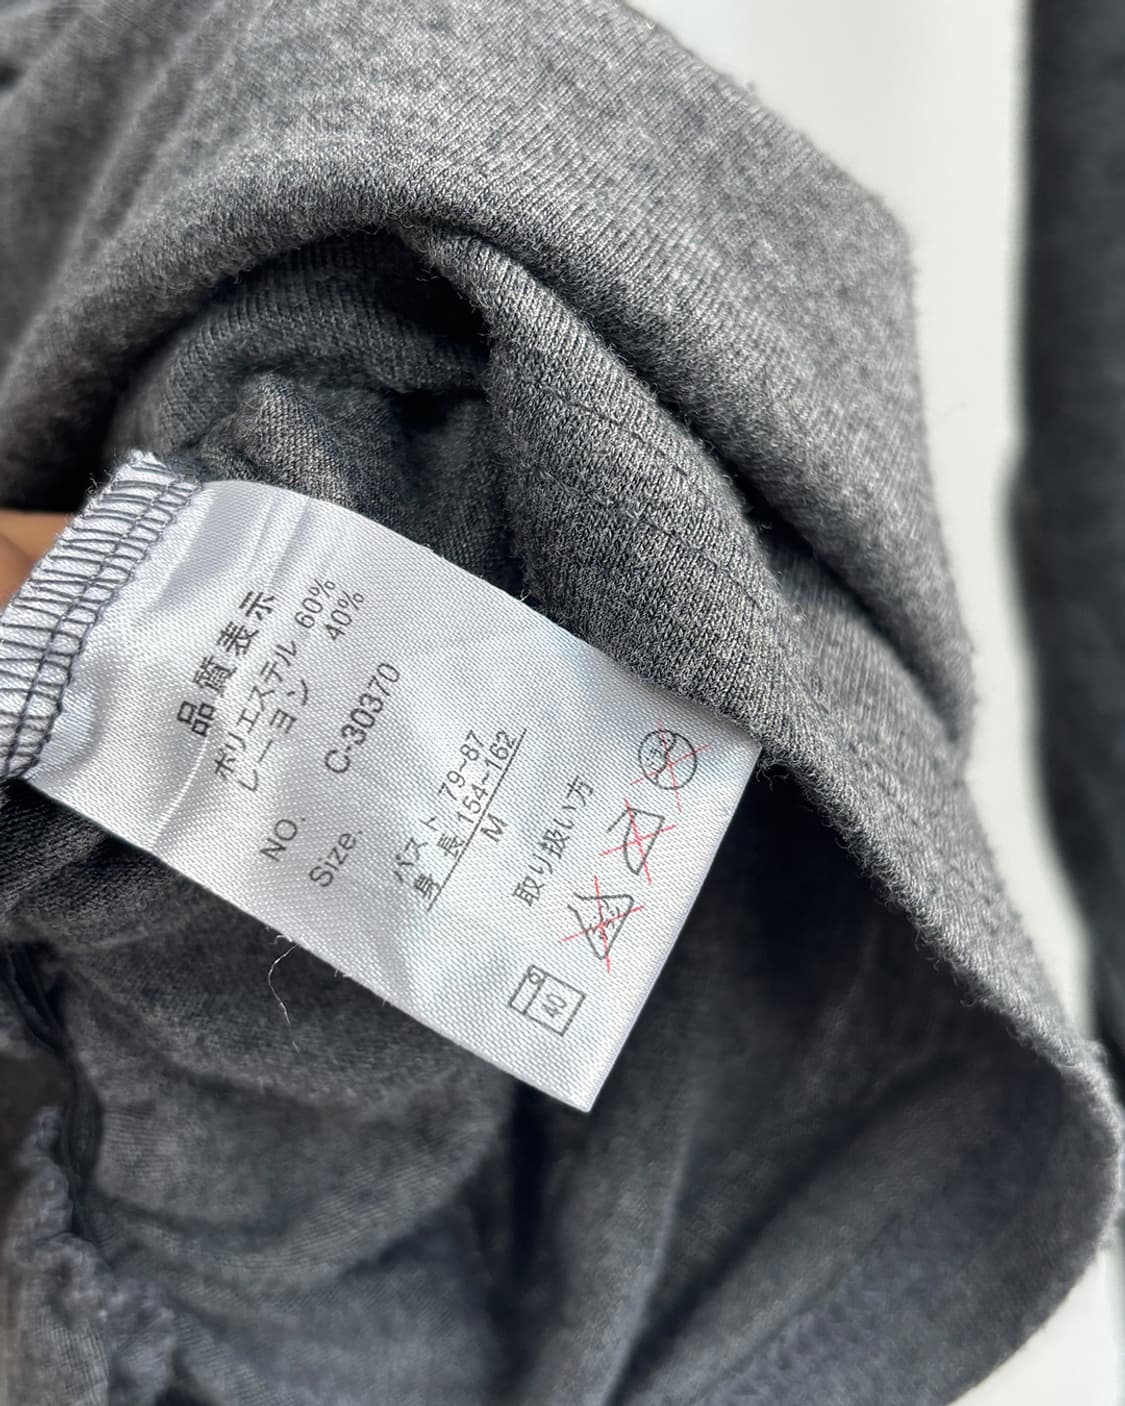 品質表示
ポリエステル 60%
レーヨン 40%
NO. C-30370
Size.
バスト 79~87
身長 154~162
M
取り扱い方
40